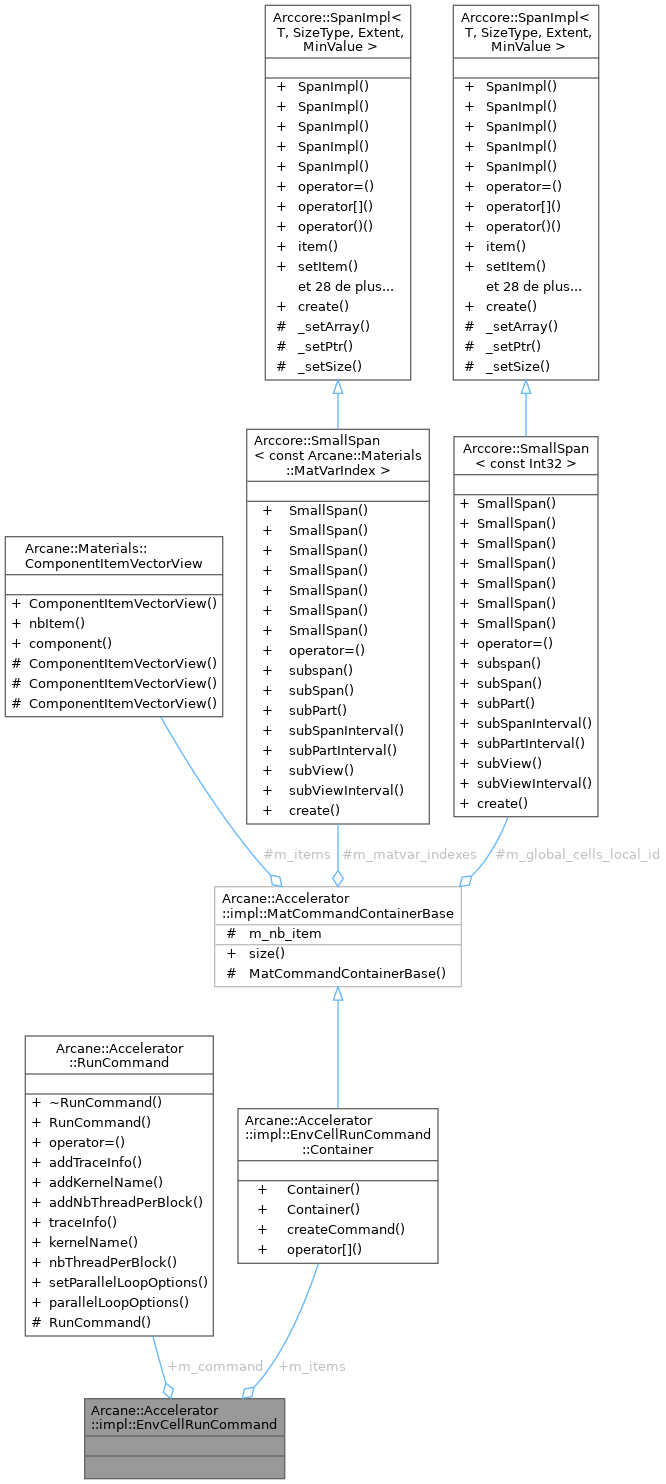 Arccore::SpanImpl<
T, SizeType, Extent,
MinValue >
+ SpanImpl()
+ SpanImpl()
+ SpanImpl()
+ SpanImpl()
+ SpanImpl()
+ operator=()
+ operator[]()
+ operator()()
+ item()
+ setItem()
et 28 de plus...
+ create()
# _setArray()
# _setPtr()
# _setSize()
Arccore::SpanImpl<
T, SizeType, Extent,
MinValue >
+ SpanImpl()
+ SpanImpl()
+ SpanImpl()
+ SpanImpl()
+ SpanImpl()
+ operator=()
+ operator[]()
+ operator()()
+ item()
+ setItem()
et 28 de plus...
+ create()
# _setArray()
# _setPtr()
# _setSize()
Arccore::SmallSpan
< const Arcane::Materials
::MatVarIndex >
+ SmallSpan()
+ SmallSpan()
+ SmallSpan()
+ SmallSpan()
+ SmallSpan()
+ SmallSpan()
+ SmallSpan()
+ operator=()
+ subspan()
+ subSpan()
+ subPart()
+ subSpanInterval()
+ subPartInterval()
+ subView()
+ subViewInterval()
+ create()
Arccore::SmallSpan
< const Int32 >
+ SmallSpan()
+ SmallSpan()
+ SmallSpan()
+ SmallSpan()
+ SmallSpan()
+ SmallSpan()
+ SmallSpan()
+ operator=()
+ subspan()
+ subSpan()
+ subPart()
+ subSpanInterval()
+ subPartInterval()
+ subView()
+ subViewInterval()
+ create()
Arcane::Materials::
ComponentItemVectorView
+ ComponentItemVectorView()
+ nbItem()
+ component()
# ComponentItemVectorView()
# ComponentItemVectorView()
# ComponentItemVectorView()
#m_items
#m_matvar_indexes
#m_global_cells_local_id
Arcane::Accelerator
::impl::MatCommandContainerBase
# m_nb_item
+ size()
# MatCommandContainerBase()
Arcane::Accelerator
::RunCommand
+ ~RunCommand()
+ RunCommand()
+ operator=()
+ addTraceInfo()
+ addKernelName()
+ addNbThreadPerBlock()
+ traceInfo()
+ kernelName()
+ nbThreadPerBlock()
+ setParallelLoopOptions()
+ parallelLoopOptions()
# RunCommand()
Arcane::Accelerator
::impl::EnvCellRunCommand
::Container
+ Container()
+ Container()
+ createCommand()
+ operator[]()
+m_command
+m_items
Arcane::Accelerator
::impl::EnvCellRunCommand